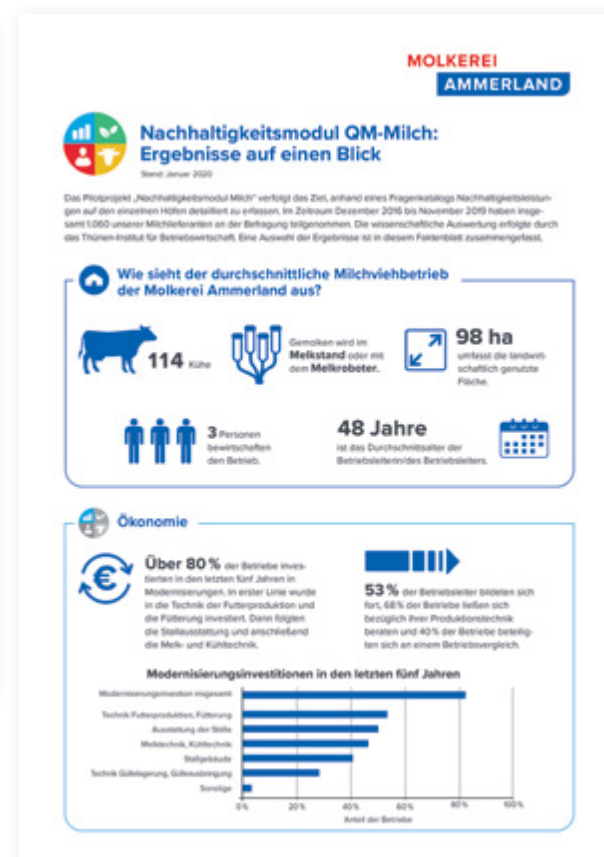 MOLKEREI
AMMERLAND
Nachhaltigkeitsmodul QM-Milch:
Ergebnisse auf einen Blick
Stand: Januar 2020
Das Pilotprojekt „Nachhaltigkeitsmodul Milch“ verfolgt das Ziel, anhand eines Fragenkatalogs Nachhaltigkeitsleistun-
gen auf den einzelnen Höfen detailliert zu erfassen. Im Zeitraum Dezember 2016 bis November 2019 haben insge-
samt 1.060 unserer Milchlieferanten an der Befragung teilgenommen. Die wissenschaftliche Auswertung erfolgte durch
das Thünen-Institut für Betriebswirtschaft. Eine Auswahl der Ergebnisse ist in diesem Faktenblatt zusammengefasst.
Wie sieht der durchschnittliche Milchviehbetrieb
der Molkerei Ammerland aus?
114 Kühe
Gemolken wird im
Melkstand oder mit
dem Melkroboter.
98 ha
umfasst die landwirt-
schaftlich genutzte
Fläche.
3 Personen
bewirtschaften
den Betrieb.
48 Jahre
ist das Durchschnittsalter der
Betriebsleiterin/des Betriebsleiters.
Ökonomie
Über 80 % der Betriebe inves-
tierten in den letzten fünf Jahren in
Modernisierungen. In erster Linie wurde
in die Technik der Futterproduktion und
die Fütterung investiert. Dann folgten
die Stallausstattung und anschließend
die Melk- und Kühltechnik.
53 % der Betriebsleiter bildeten sich
fort, 68 % der Betriebe ließen sich
bezüglich ihrer Produktionstechnik
beraten und 40 % der Betriebe beteilig-
ten sich an einem Betriebsvergleich.
Modernisierungsinvestitionen in den letzten fünf Jahren
Modernisierungsinvestion insgesamt
Technik Futterproduktion, Fütterung
Ausstattung der Ställe
Melktechnik, Kühltechnik
Stallgebäude
Technik Güllelagerung, Gülleausbringung
Sonstige
0 % 20 % 40 % 60 % 80 % 100 %
Anteil der Betriebe